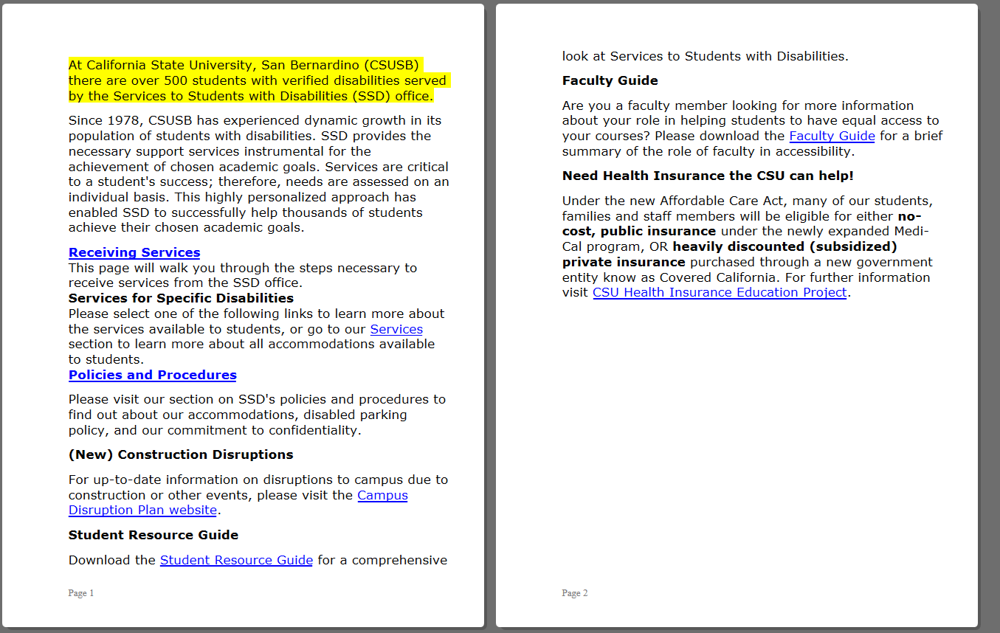 At California State University, San Bernardino (CSUSB)
there are over 500 students with verified disabilities served
by the Services to Students with Disabilities (SSD) office.
Since 1978, CSUSB has experienced dynamic growth in its
population of students with disabilities. SSD provides the
necessary support services instrumental for the
achievement of chosen academic goals. Services are critical
to a student's success; therefore, needs are assessed on an
individual basis. This highly personalized approach has
enabled SSD to successfully help thousands of students
achieve their chosen academic goals.
Receiving Services
This page will walk you through the steps necessary to
receive services from the SSD office.
Services for Specific Disabilities
Please select one of the following links to learn more about
the services available to students, or go to our Services
section to learn more about all accommodations available
to students.
Policies and Procedures
Please visit our section on SSD's policies and procedures to
find out about our accommodations, disabled parking
policy, and our commitment to confidentiality.
(New) Construction Disruptions
For up-to-date information on disruptions to campus due to
construction or other events, please visit the Campus
Disruption Plan website.
Student Resource Guide
Download the Student Resource Guide for a comprehensive
Page 1
look at Services to Students with Disabilities.
Faculty Guide
Are you a faculty member looking for more information
about your role in helping students to have equal access to
your courses? Please download the Faculty Guide for a brief
summary of the role of faculty in accessibility.
Need Health Insurance the CSU can help!
Under the new Affordable Care Act, many of our students,
families and staff members will be eligible for either no-
cost, public insurance under the newly expanded Medi-
Cal program, OR heavily discounted (subsidized)
private insurance purchased through a new government
entity know as Covered California. For further information
visit CSU Health Insurance Education Project.
Page 2